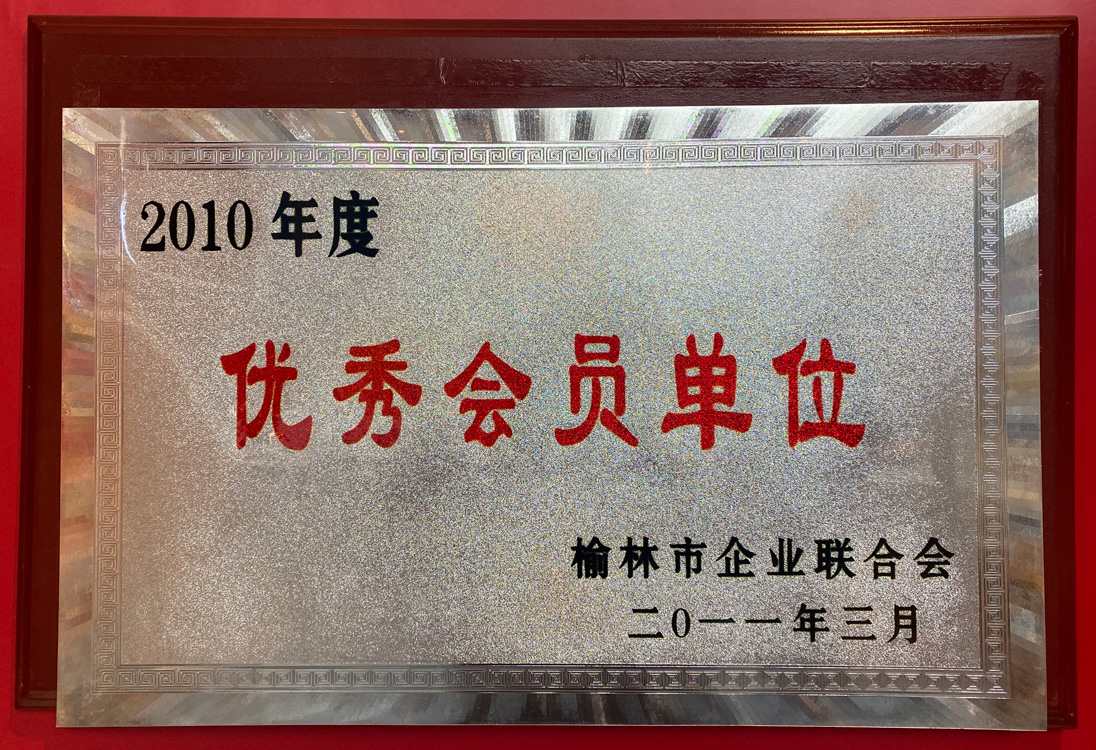 2010年度
优秀会员单位
榆林市企业联合会
二0一一年三月